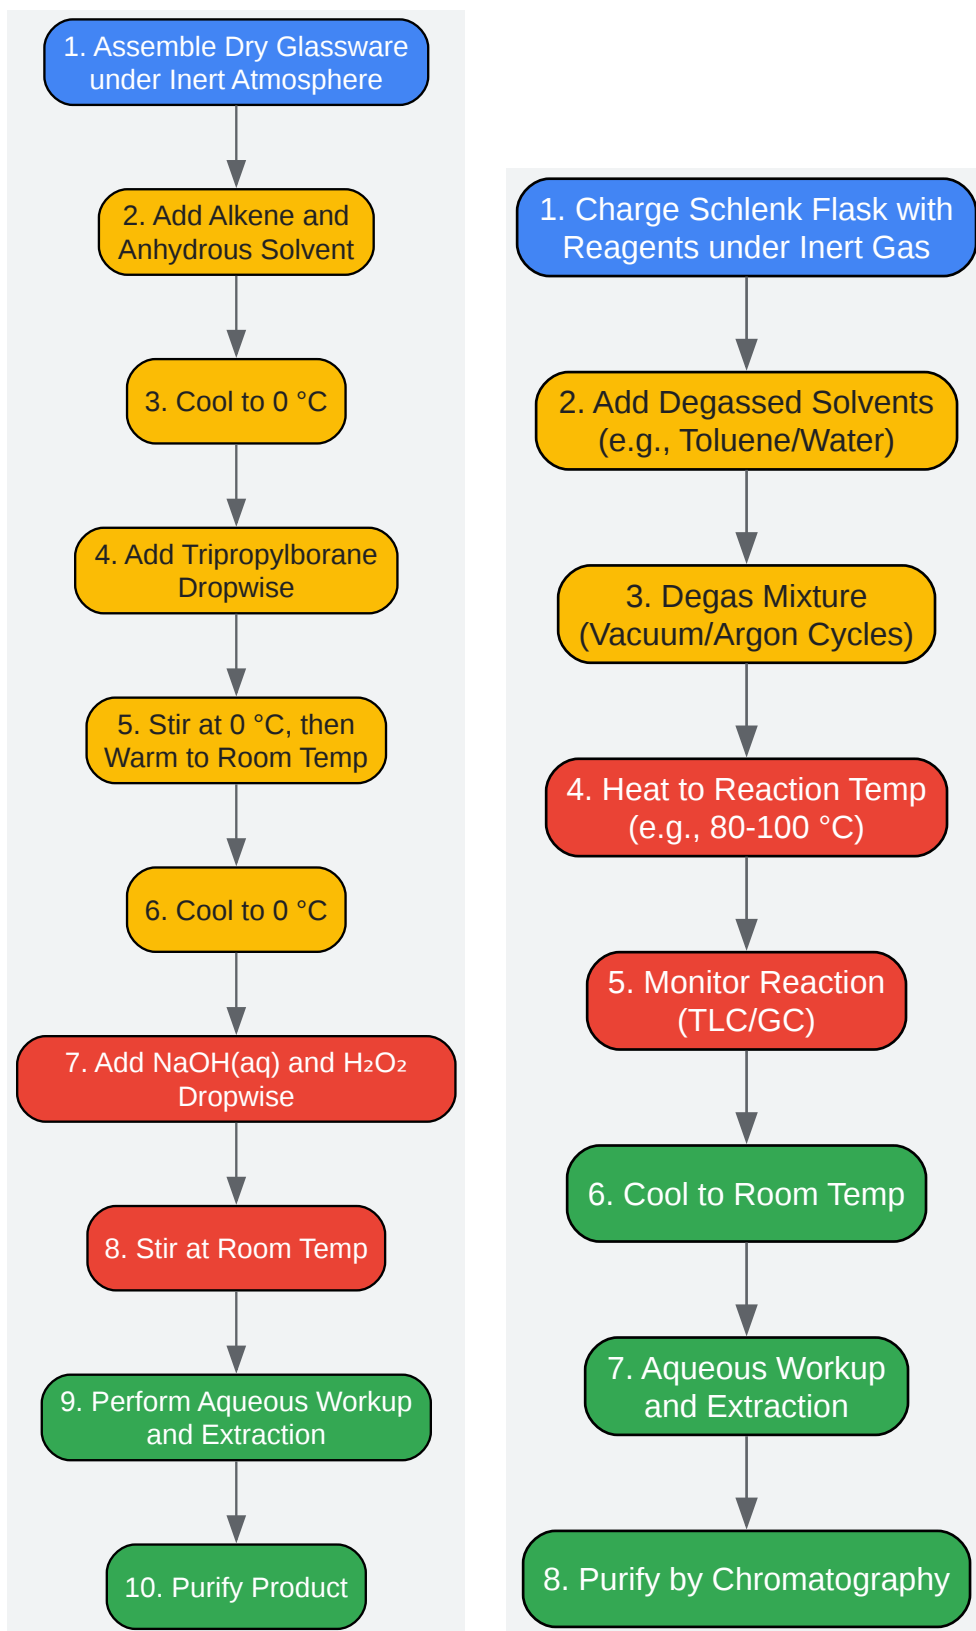 1. Assemble Dry Glassware
under Inert Atmosphere
2. Add Alkene and
Anhydrous Solvent
3. Cool to 0 °C
4. Add Tripropylborane
Dropwise
5. Stir at 0 °C, then
Warm to Room Temp
6. Cool to 0 °C
7. Add NaOH(aq) and H₂O₂
Dropwise
8. Stir at Room Temp
9. Perform Aqueous Workup
and Extraction
10. Purify Product
1. Charge Schlenk Flask with
Reagents under Inert Gas
2. Add Degassed Solvents
(e.g., Toluene/Water)
3. Degas Mixture
(Vacuum/Argon Cycles)
4. Heat to Reaction Temp
(e.g., 80-100 °C)
5. Monitor Reaction
(TLC/GC)
6. Cool to Room Temp
7. Aqueous Workup
and Extraction
8. Purify by Chromatography